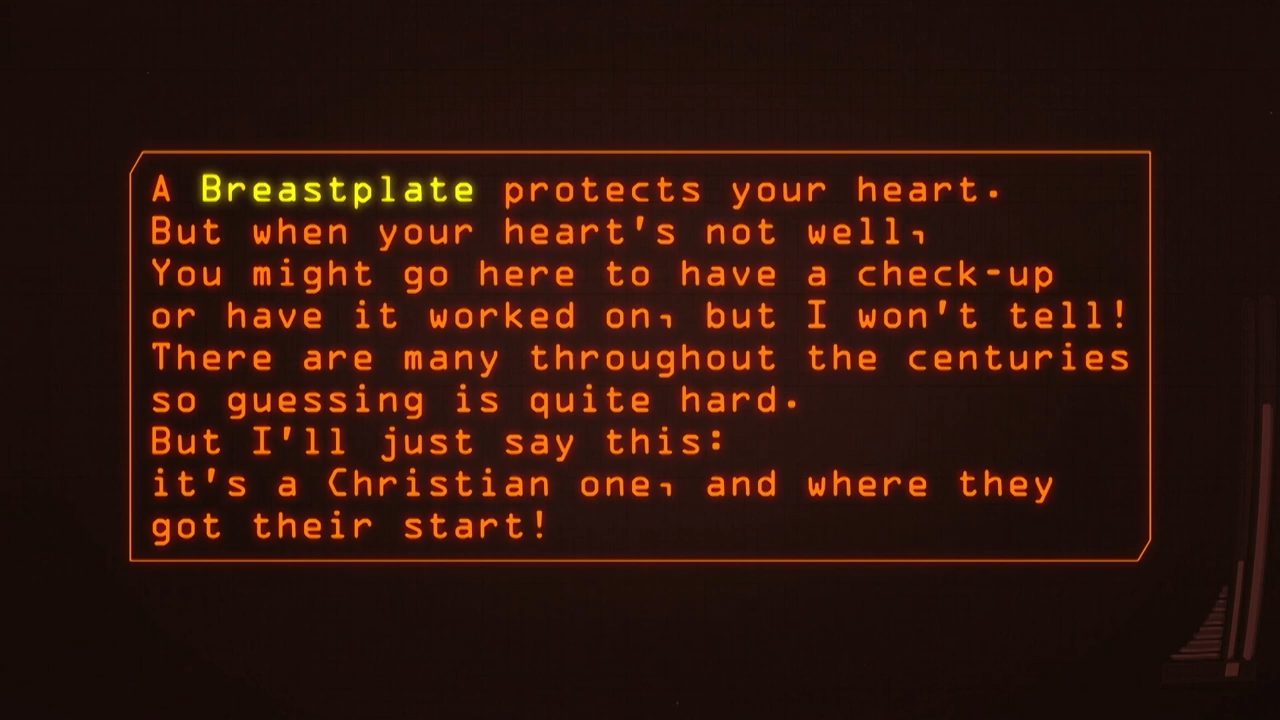 A Breastplate protects your heart.
But when your heart's not well,
You might go here to have a check-up
or have it worked on, but I won't tell!
There are many throughout the centuries
so guessing is quite hard.
But I'll just say this:
it's a Christian one, and where they
got their start!